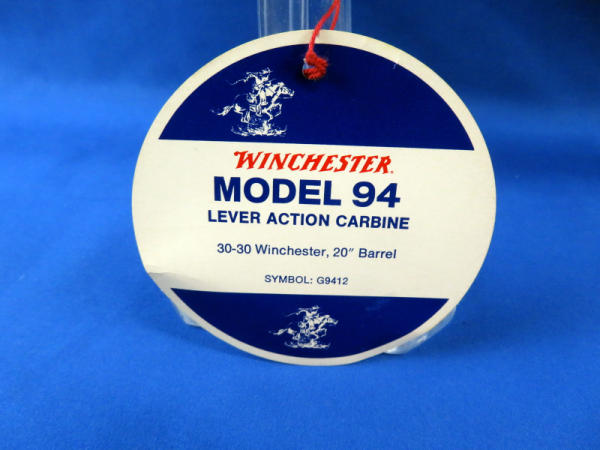 WINCHESTER.
MODEL 94
LEVER ACTION CARBINE
30-30 Winchester, 20" Barrel
SYMBOL: G9412